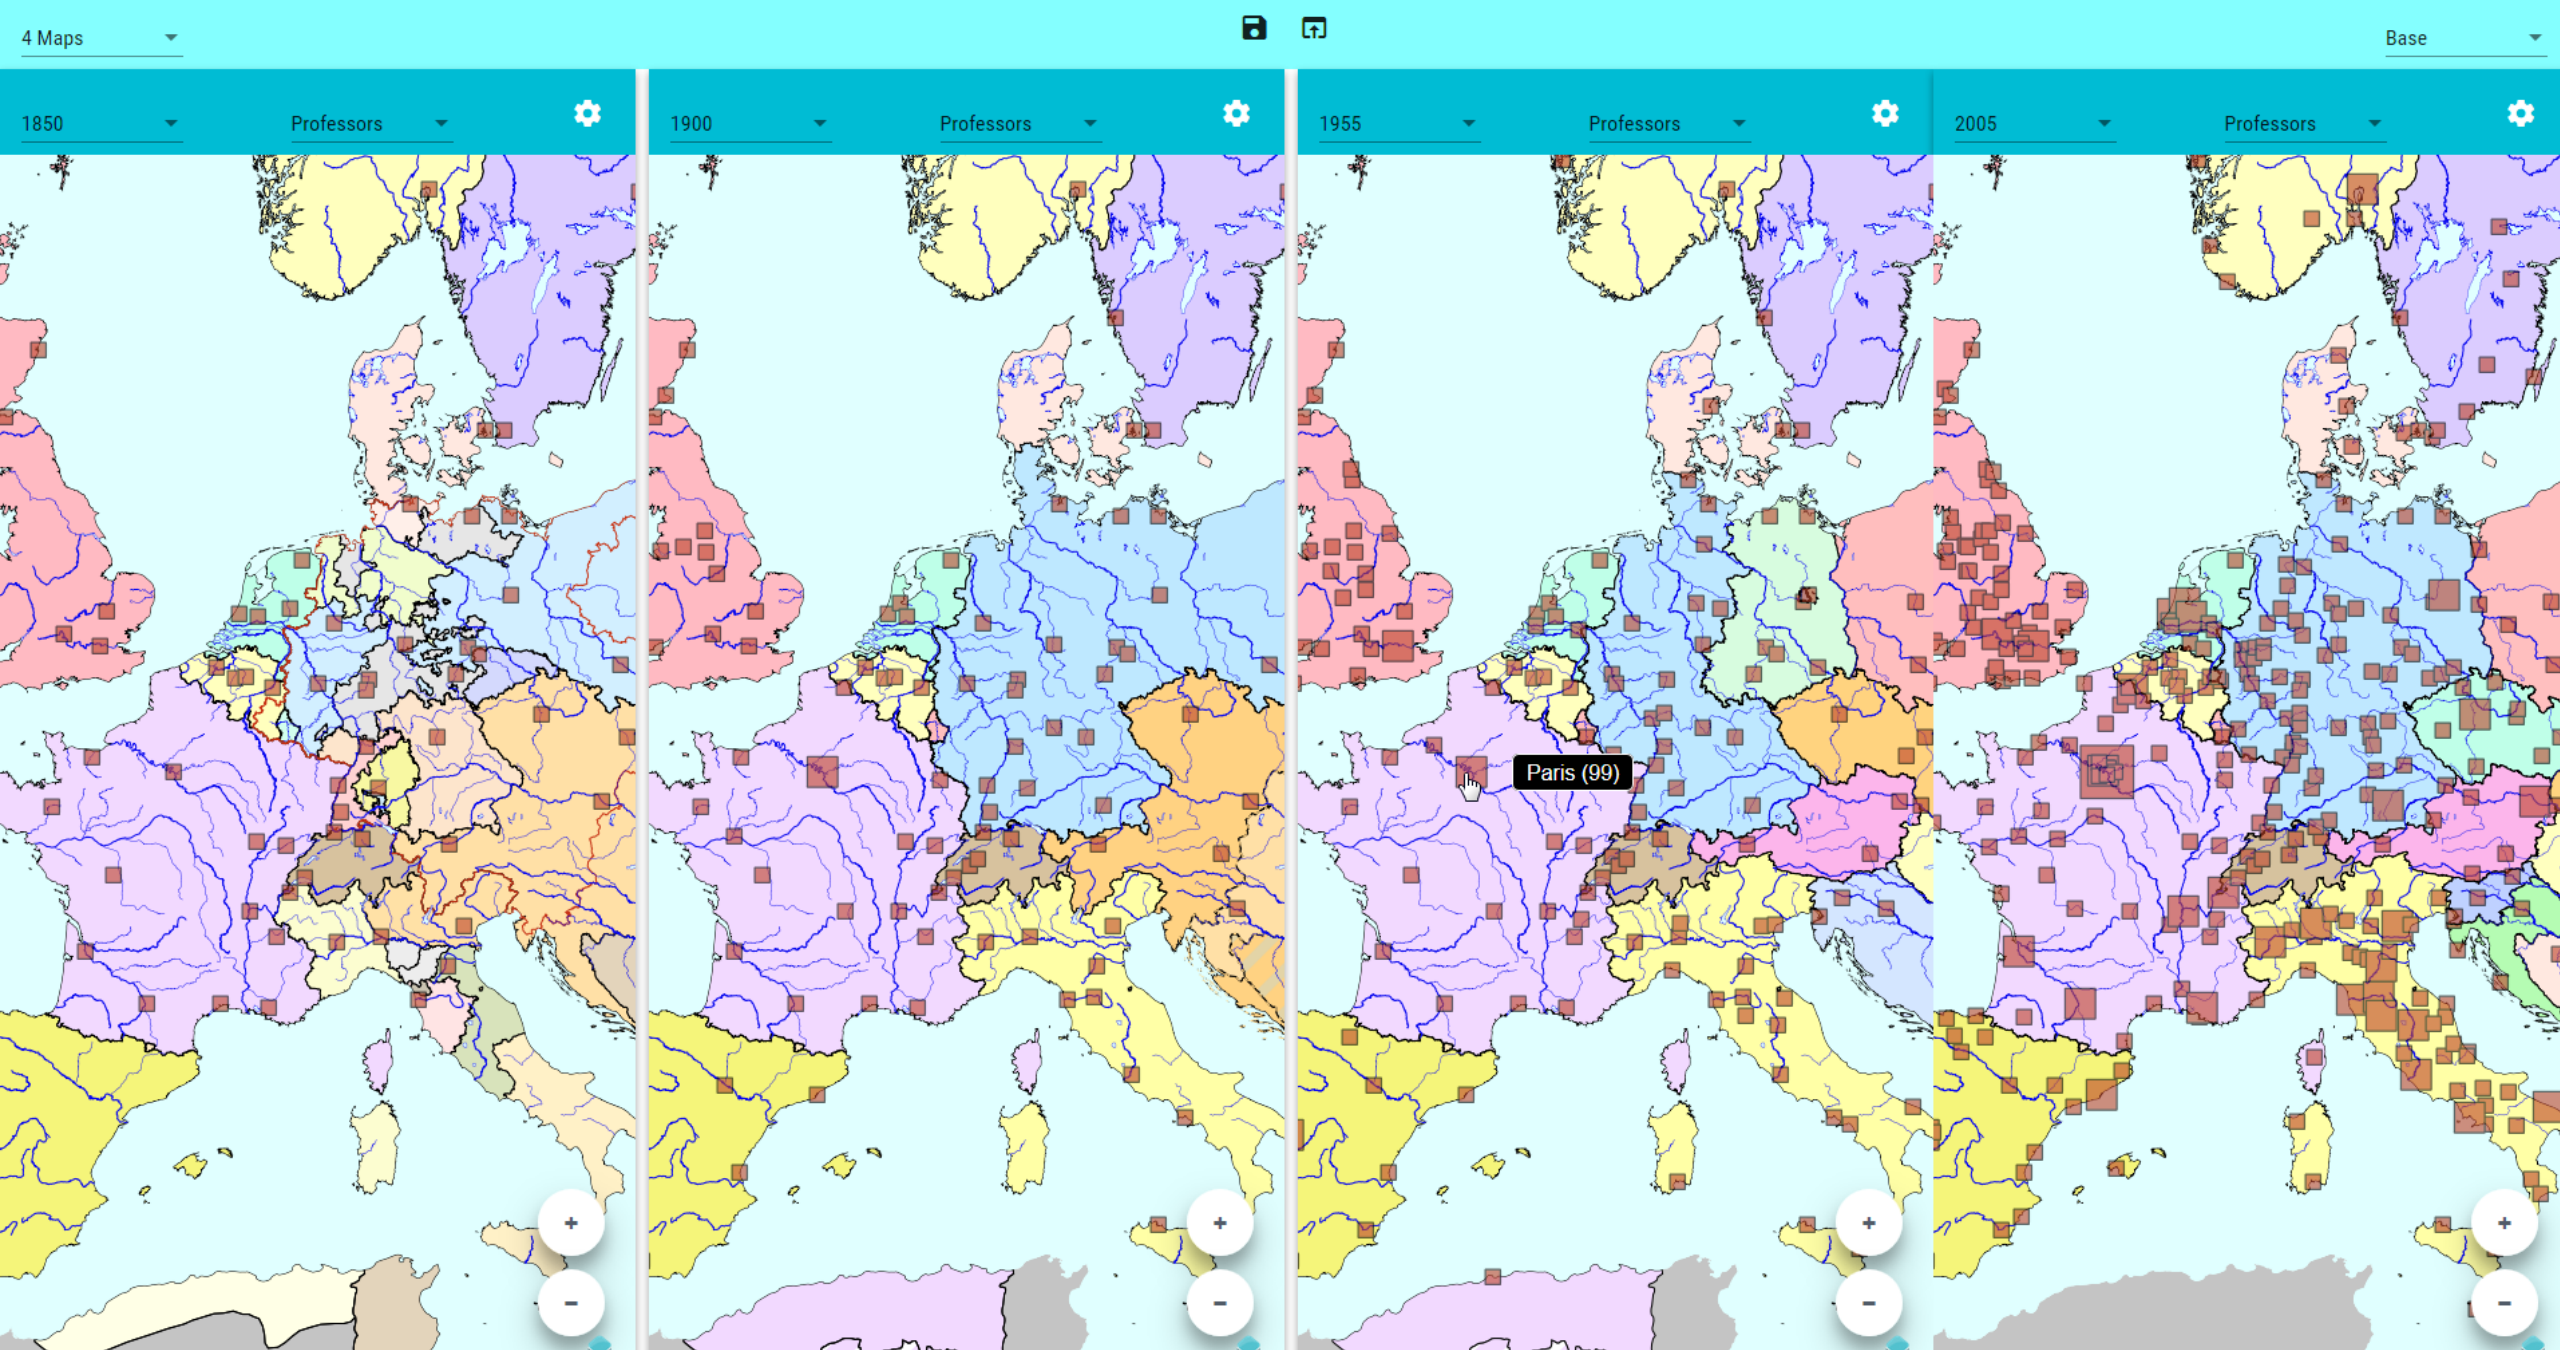 4 Maps
Base
1850
Professors
1900
Professors
1955
Professors
2005
Professors
Paris (99)
+
+
+
+
−
−
−
−